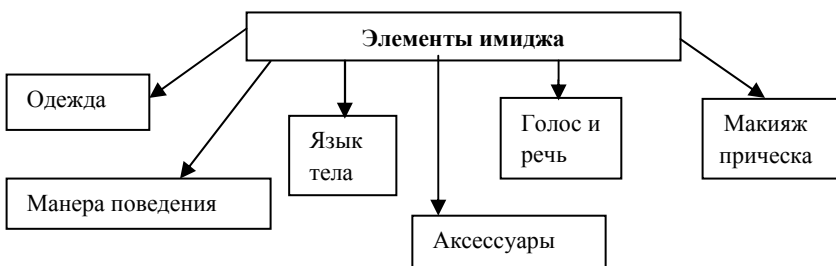 Элементы имиджа
Одежда
Манера поведения
Язык
тела
Аксессуары
Голос и
речь
Макияж
прическа